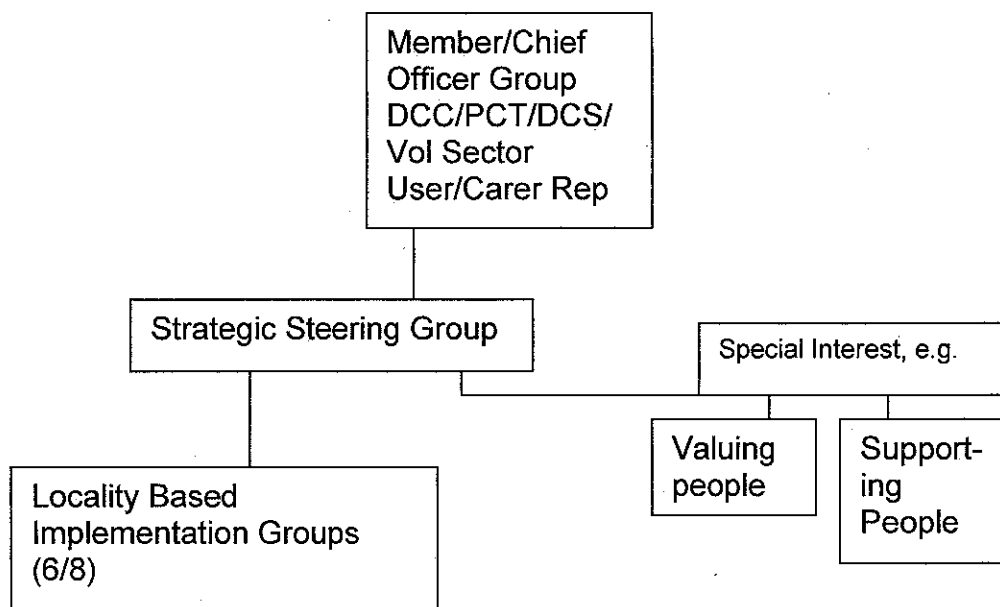 Member/Chief
Officer Group
DCC/PCT/DCS/
Vol Sector
User/Carer Rep
Strategic Steering Group
Special Interest, e.g.
Valuing
people
Support-
ing
People
Locality Based
Implementation Groups
(6/8)